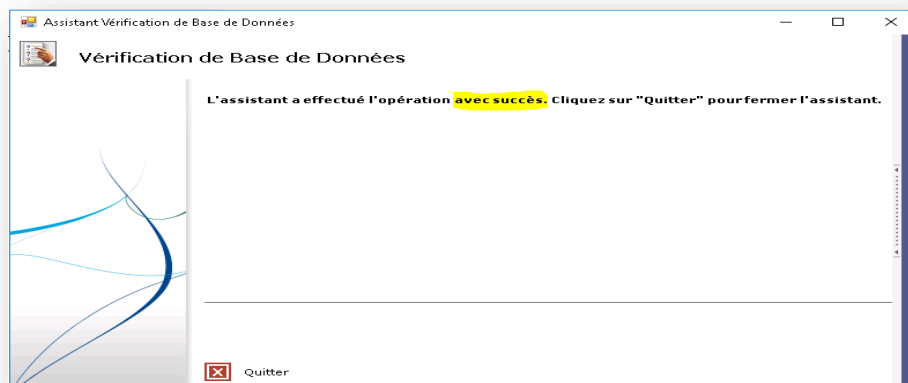 Assistant Vérification de Base de Données
Vérification de Base de Données
L'assistant a effectué l'opération avec succès. Cliquez sur "Quitter" pour fermer l'assistant.
Quitter